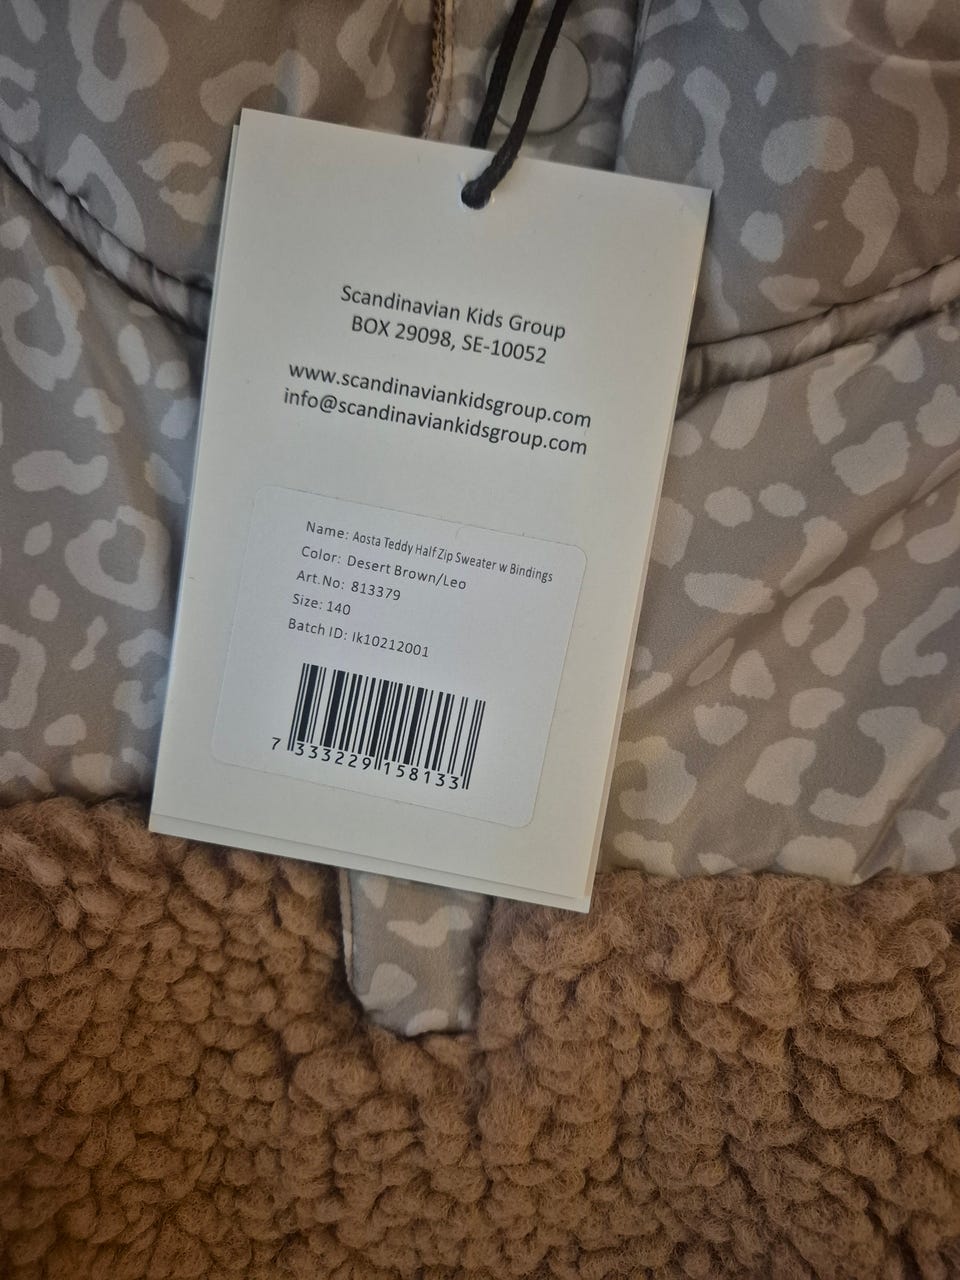 Scandinavian Kids Group
BOX 29098, SE-10052
www.scandinaviankidsgroup.com
info@scandinaviankidsgroup.com
Name: Aosta Teddy Half Zip Sweater w Bindings
Color: Desert Brown/Leo
Art.No: 813379
Size: 140
Batch ID: Ik10212001
7 333229 158133